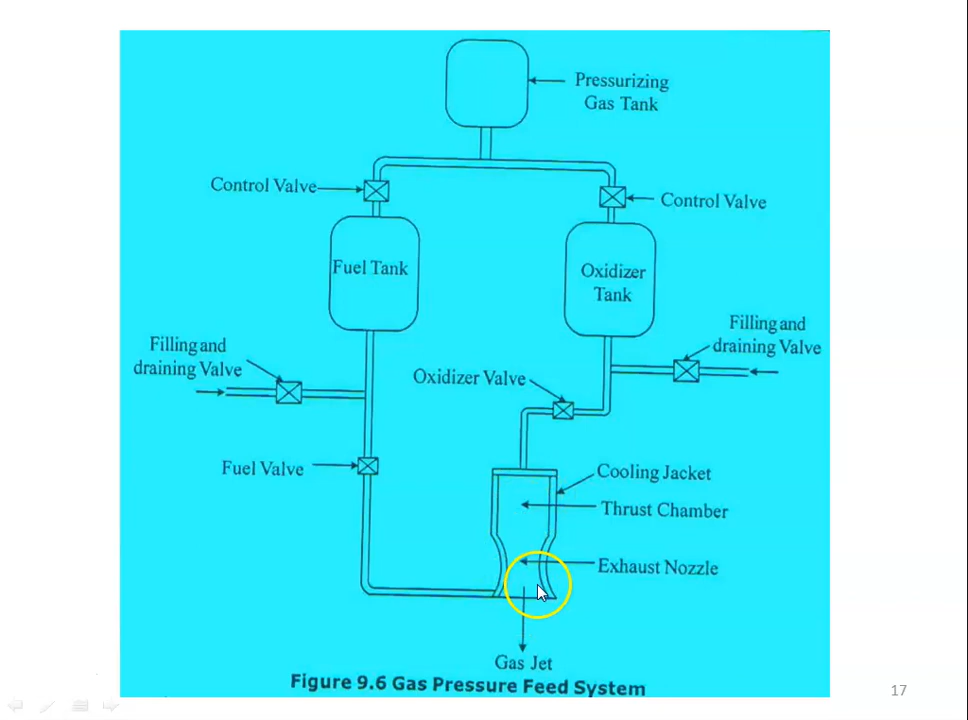 Pressurizing
Gas Tank
Control Valve
Control Valve
Fuel Tank
Oxidizer
Tank
Filling and
draining Valve
Filling and
draining Valve
Oxidizer Valve
Fuel Valve
Cooling Jacket
Thrust Chamber
Exhaust Nozzle
Gas Jet
Figure 9.6 Gas Pressure Feed System
17